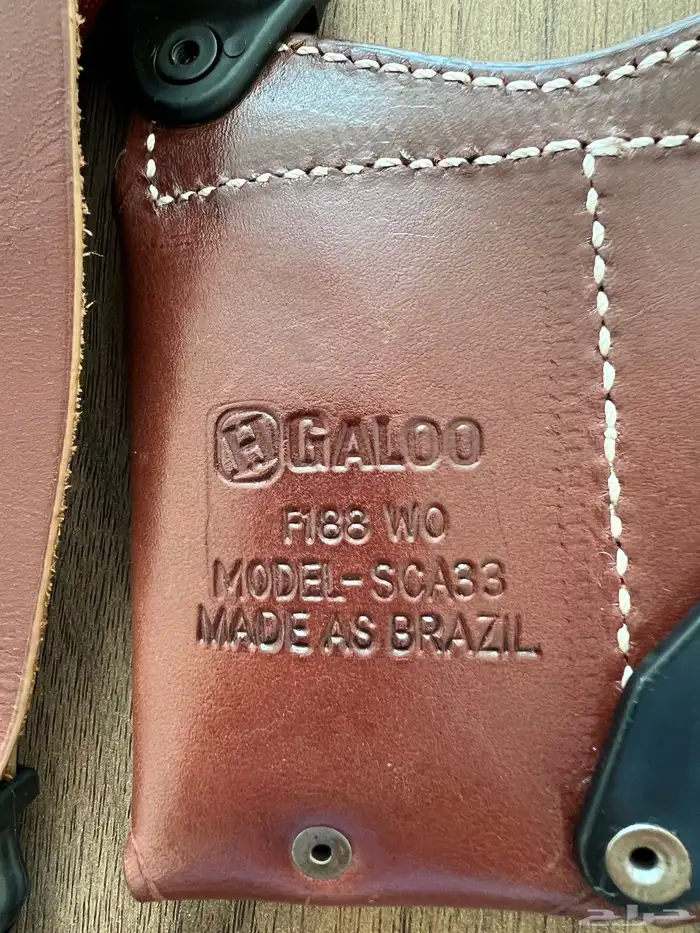 H GALOO
F188 WO
MODEL-SCA33
MADE AS BRAZIL.
حراج